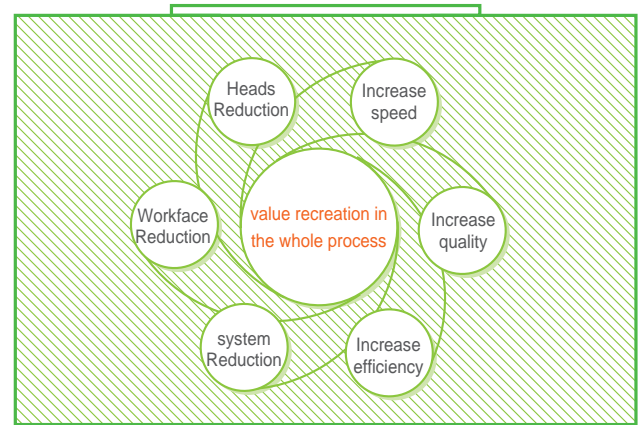 Heads
Reduction
Increase
speed
Workface
Reduction
value recreation in
the whole process
Increase
quality
system
Reduction
Increase
efficiency